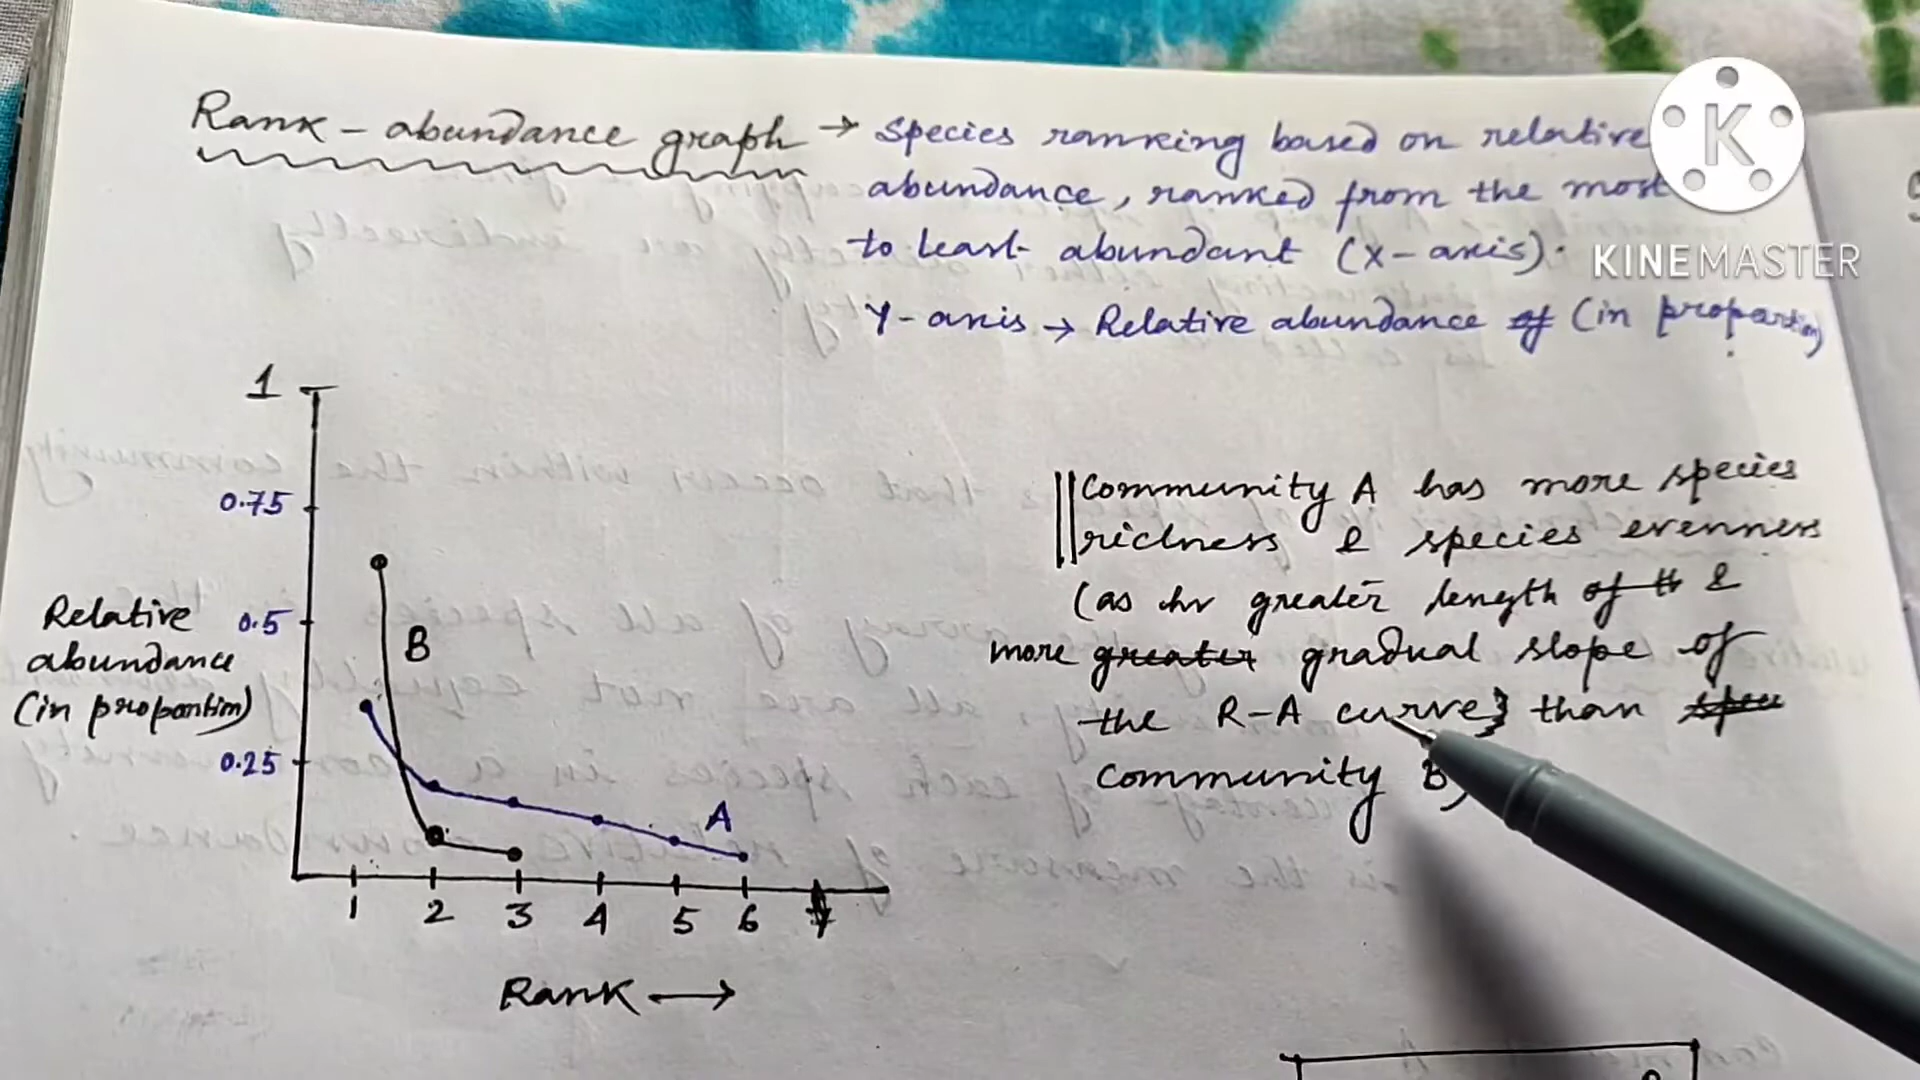 Rank-abundance graph → Species ranking based on relative
abundance, ranked from the most
to least abundant (X-axis).
Y-axis → Relative abundance of (in proportion)
K
KINEMASTER
1
0.75
0.5
0.25
Relative
abundance
(in proportion)
B
A
1 2 3 4 5 6 7
Rank →
Community A has more species
richness & species evenness
(as greater length of &
more greater gradual slope of
the R-A curve} than
community B)